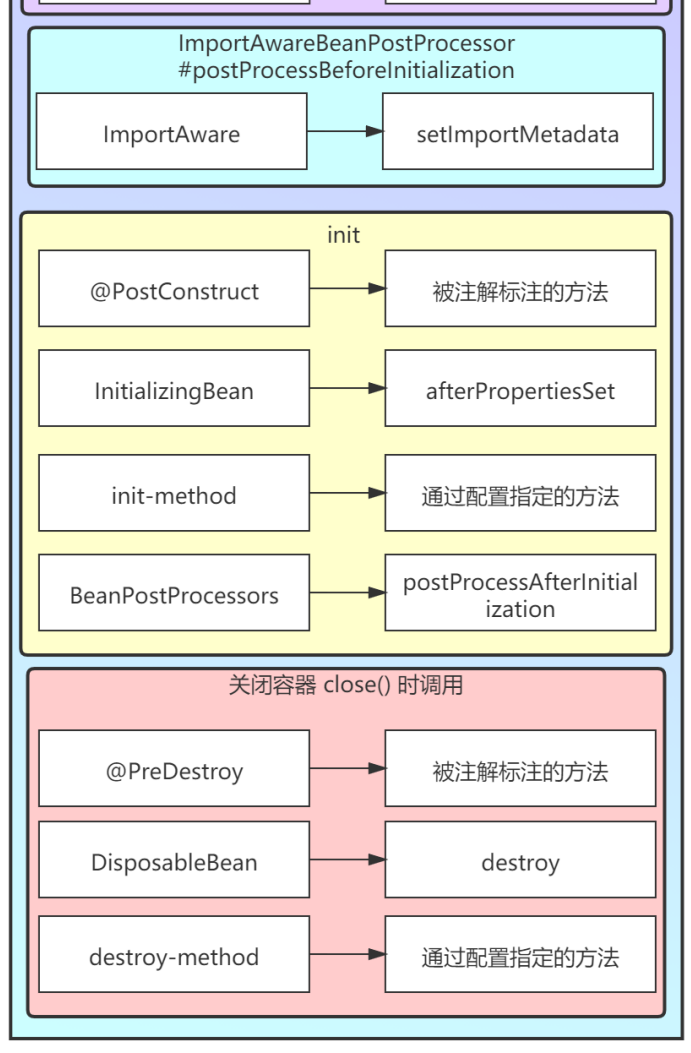 ImportAwareBeanPostProcessor
#postProcessBeforeInitialization
ImportAware
setImportMetadata
init
@PostConstruct
被注解标注的方法
InitializingBean
afterPropertiesSet
init-method
通过配置指定的方法
BeanPostProcessors
postProcessAfterInitial
ization
关闭容器 close() 时调用
@PreDestroy
被注解标注的方法
DisposableBean
destroy
destroy-method
通过配置指定的方法